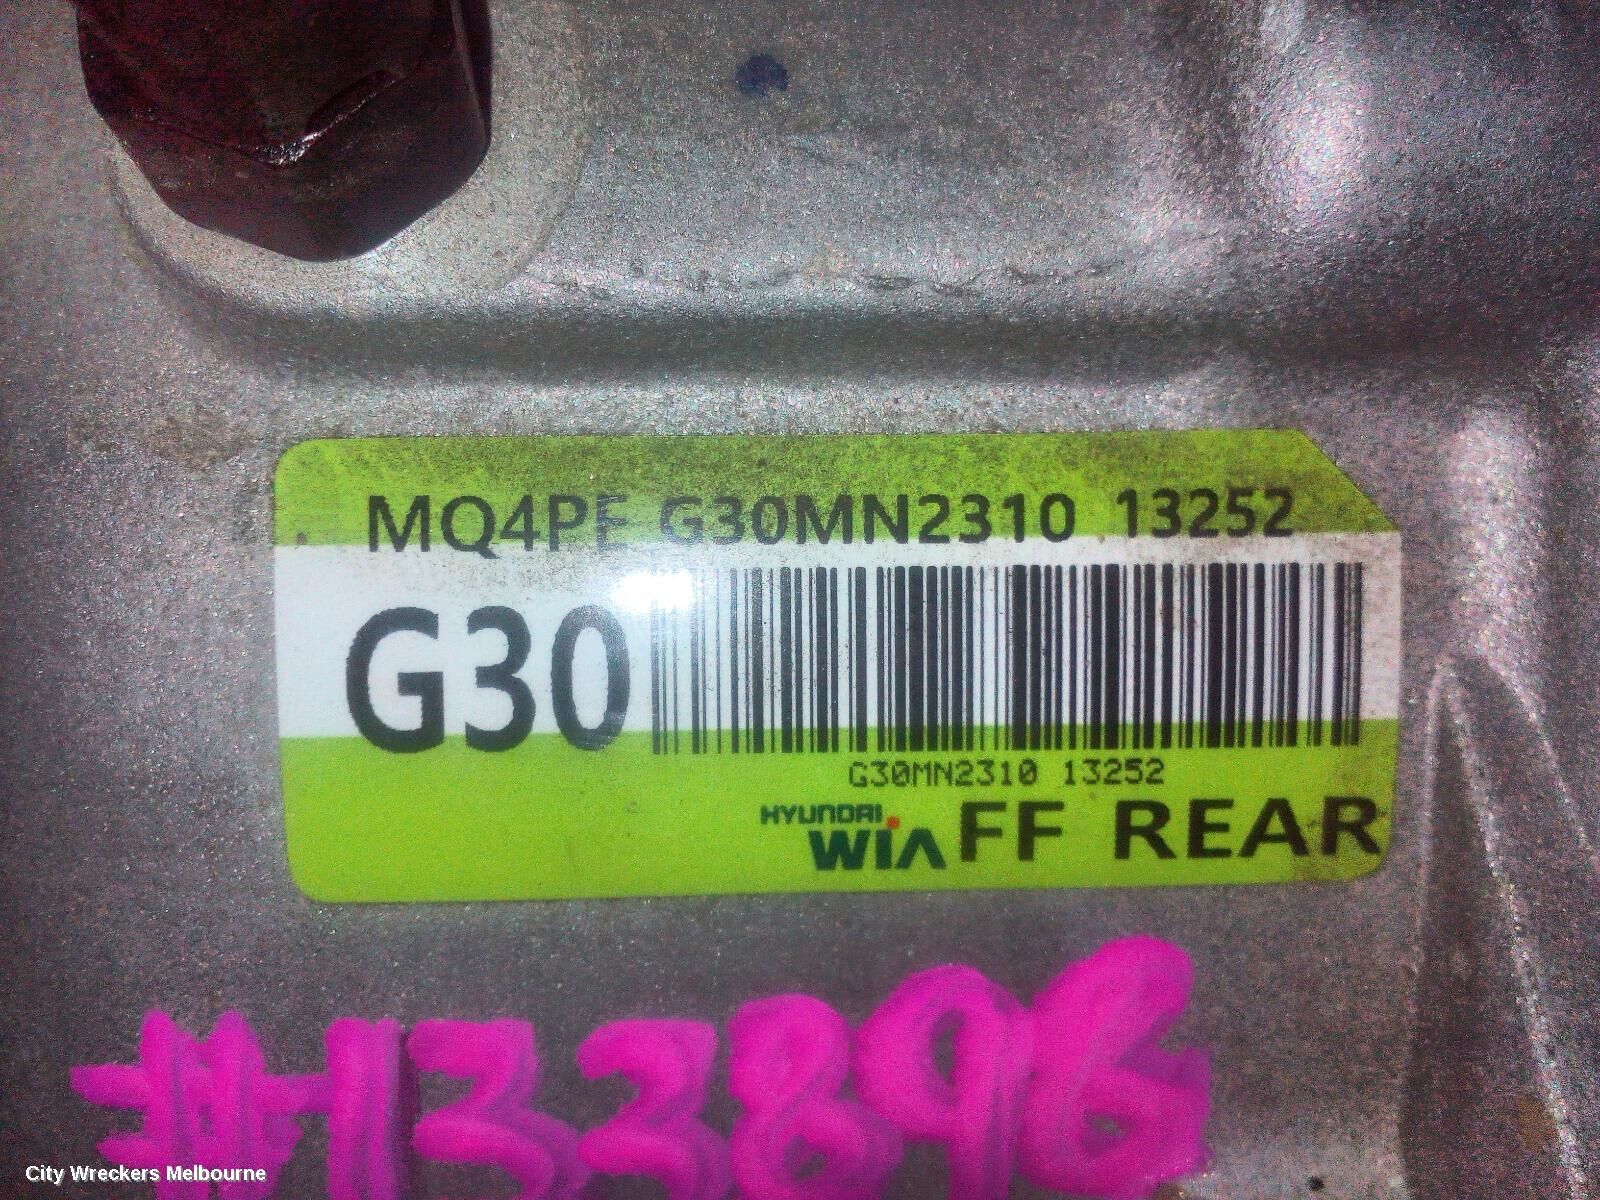 MQ4PE G30MN2310 13252
G30
G30MN2310 13252
HYUNDAI WIA FF REAR
#133896
City Wreckers Melbourne